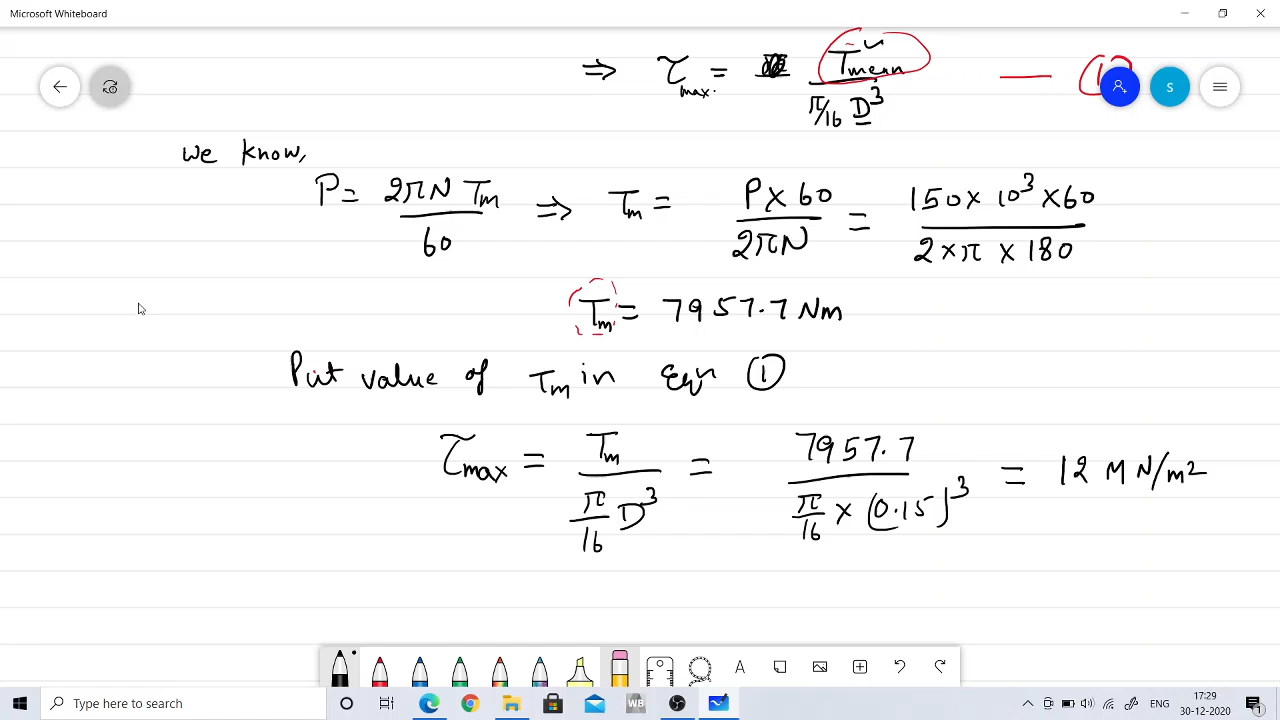 Microsoft Whiteboard
⇒ τmax. = Tmean / π/16 D³ — (1)
S
we know,
P = 2πN Tm / 60 ⇒ Tm = P × 60 / 2πN = 150 × 10³ × 60 / 2 × π × 180
Tm = 7957.7 Nm
Put value of Tm in Eqn (1)
τmax = Tm / π/16 D³ = 7957.7 / π/16 × (0.15)³ = 12 MN/m²
A
Type here to search
WB
ENG
17:29
30-12-2020
1